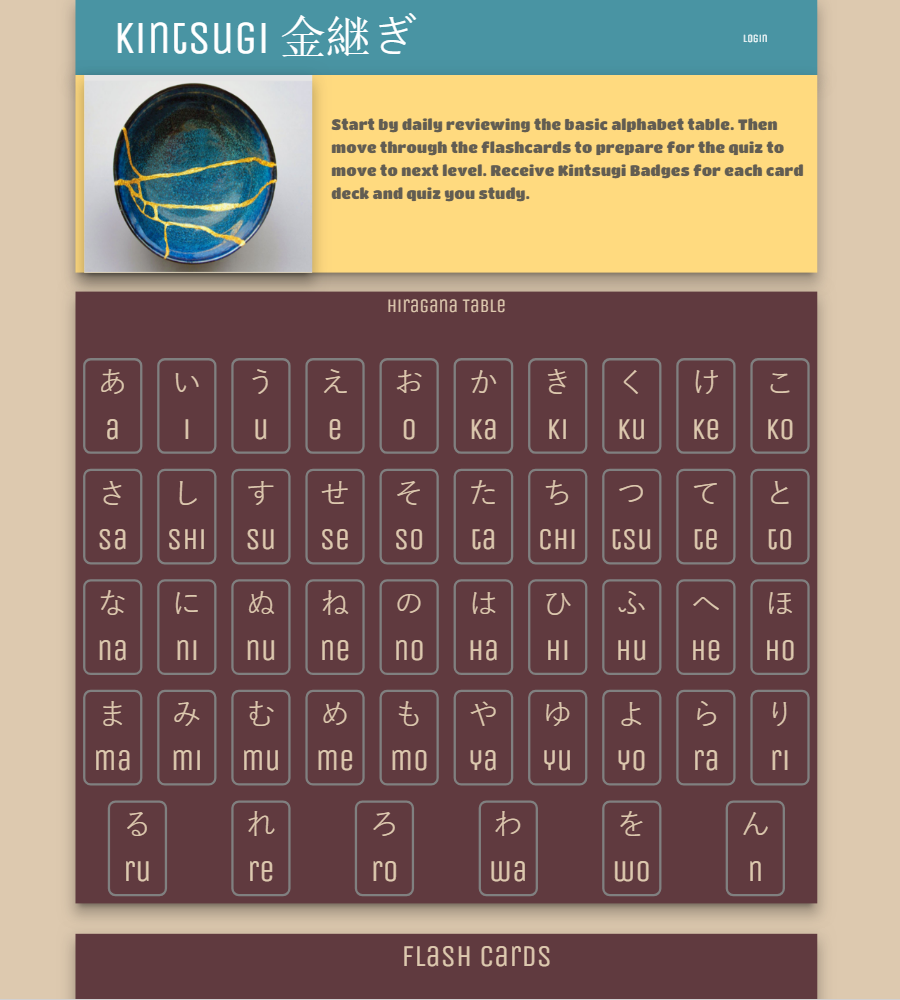 Kintsugi 金継ぎ
Login
Start by daily reviewing the basic alphabet table. Then
move through the flashcards to prepare for the quiz to
move to next level. Receive Kintsugi Badges for each card
deck and quiz you study.
Hiragana Table
あ い う え お か き く け こ
a i u e o ka ki ku ke ko
さ し す せ そ た ち つ て と
sa shi su se so ta chi tsu te to
な に ぬ ね の は ひ ふ へ ほ
na ni nu ne no ha hi hu he ho
ま み む め も や ゆ よ ら り
ma mi mu me mo ya yu yo ra ri
る れ ろ わ を ん
ru re ro wa wo n
Flash Cards